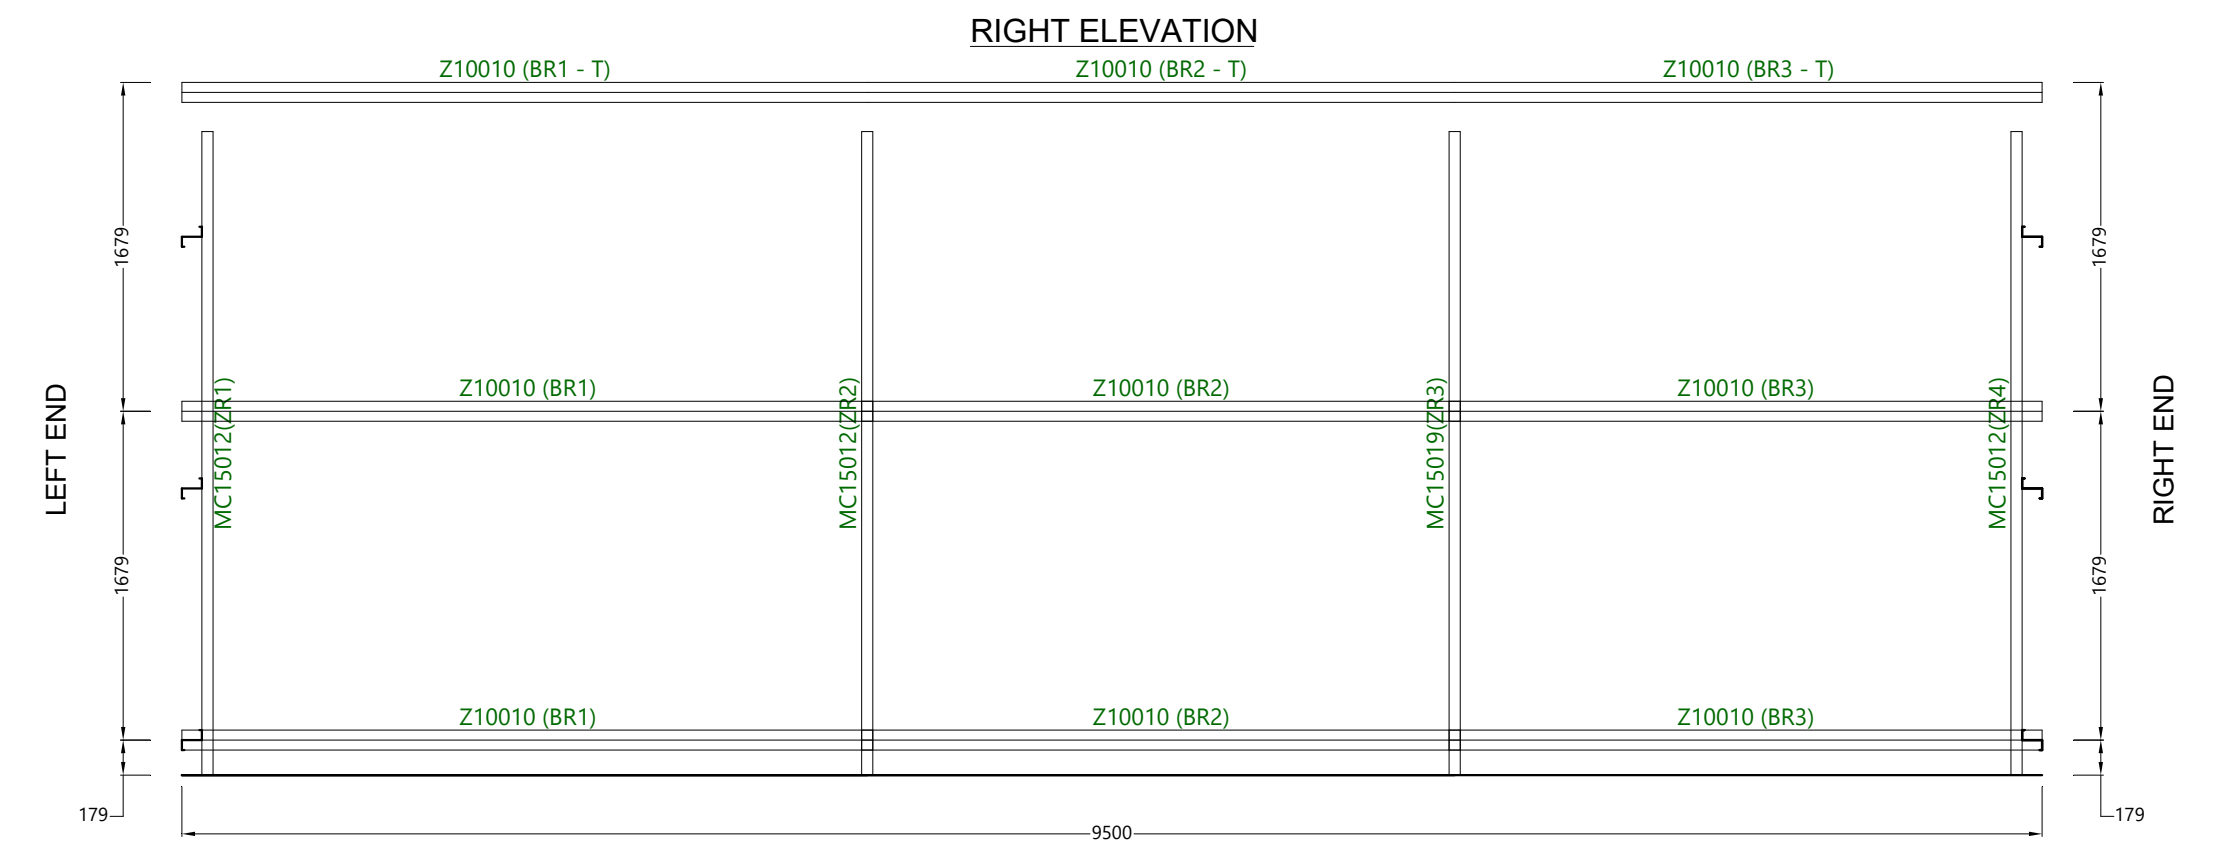 RIGHT ELEVATION
Z10010 (BR1 - T)
Z10010 (BR2 - T)
Z10010 (BR3 - T)
1679
1679
LEFT END
MC15012(ZR1)
Z10010 (BR1)
MC15012(ZR2)
Z10010 (BR2)
MC15019(ZR3)
Z10010 (BR3)
MC15012(ZR4)
RIGHT END
1679
1679
Z10010 (BR1)
Z10010 (BR2)
Z10010 (BR3)
179
179
9500